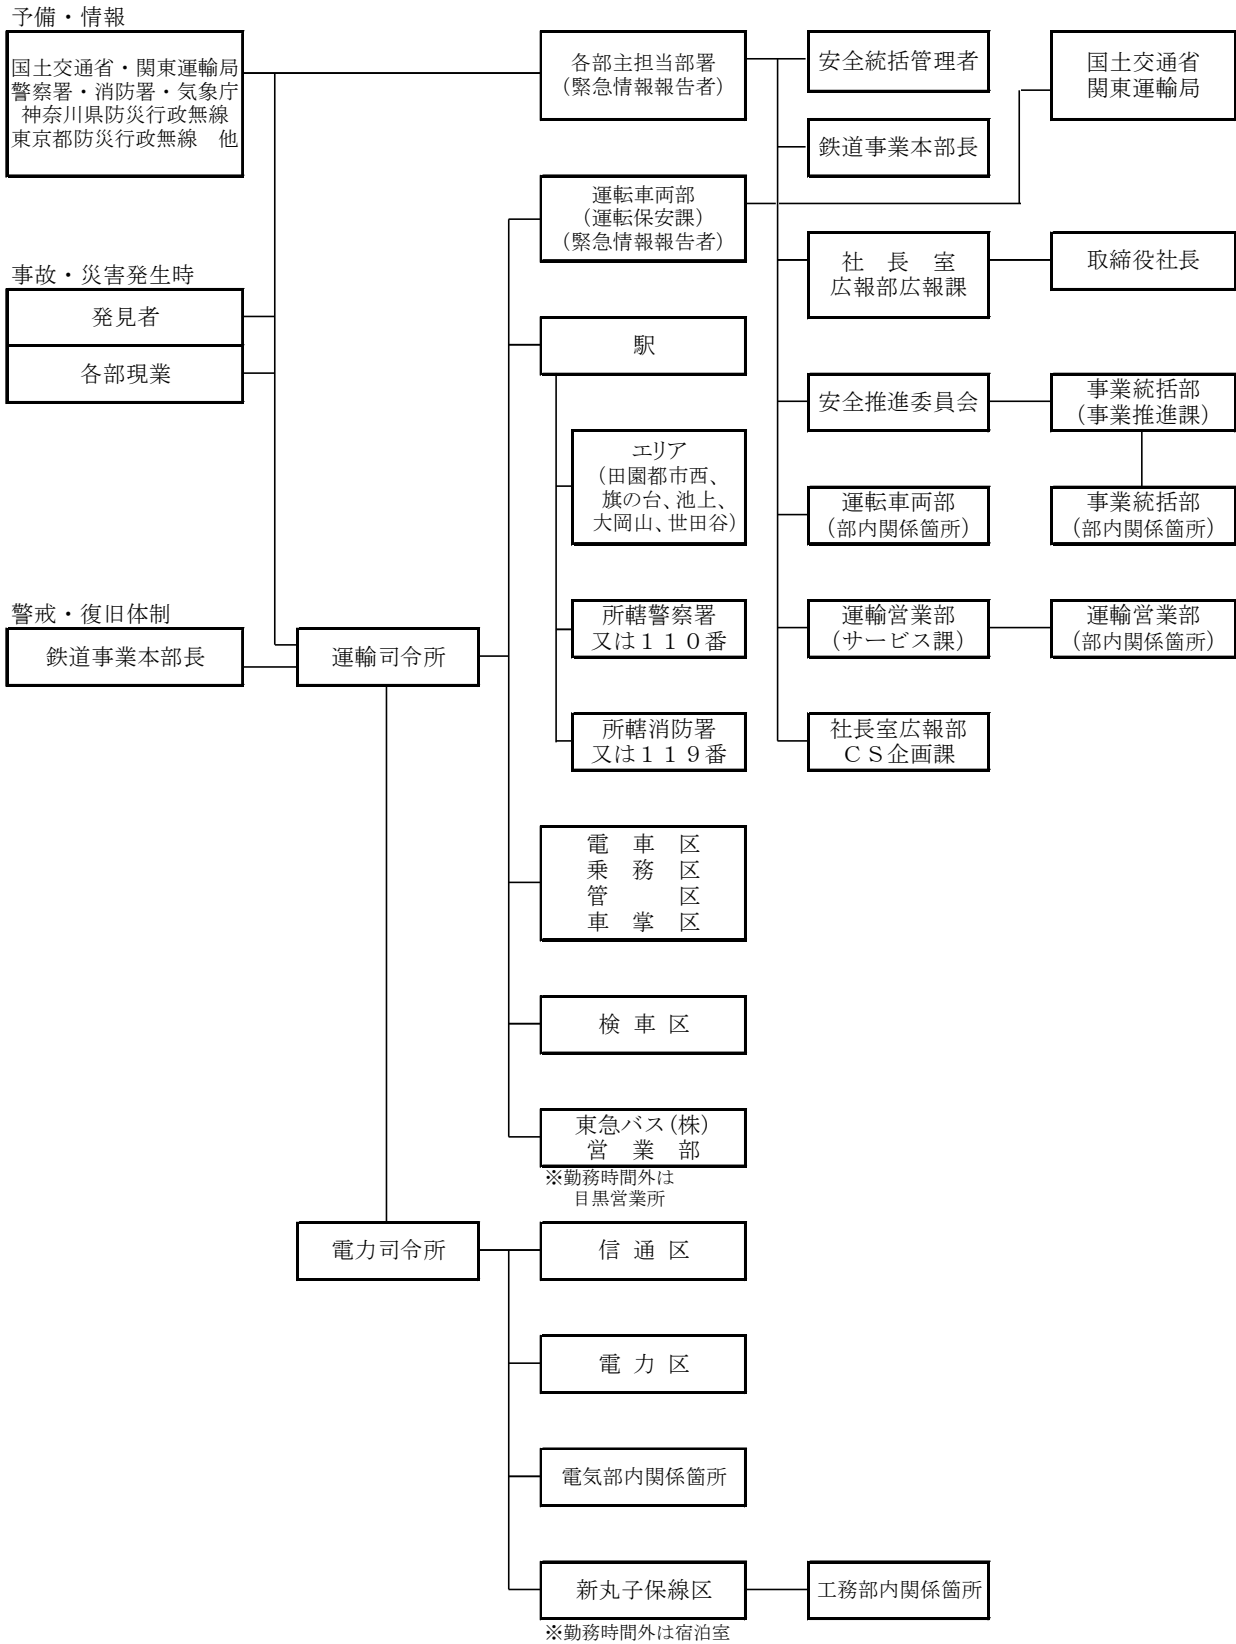 予備・情報
国土交通省・関東運輸局
警察署・消防署・気象庁
神奈川県防災行政無線
東京都防災行政無線　他
各部主担当部署
(緊急情報報告者)
安全統括管理者
国土交通省
関東運輸局
鉄道事業本部長
運転車両部
(運転保安課)
(緊急情報報告者)
事故・災害発生時
発見者
各部現業
社　長　室
広報部広報課
取締役社長
駅
安全推進委員会
事業統括部
(事業推進課)
エリア
(田園都市西、
旗の台、池上、
大岡山、世田谷)
運転車両部
(部内関係箇所)
事業統括部
(部内関係箇所)
警戒・復旧体制
鉄道事業本部長
運輸司令所
所轄警察署
又は１１０番
運輸営業部
(サービス課)
運輸営業部
(部内関係箇所)
所轄消防署
又は１１９番
社長室広報部
ＣＳ企画課
電　車　区
乗　務　区
管　　　区
車　掌　区
検 車 区
東急バス(株)
営　業　部
※勤務時間外は
目黒営業所
電力司令所
信 通 区
電 力 区
電気部内関係箇所
新丸子保線区
工務部内関係箇所
※勤務時間外は宿泊室